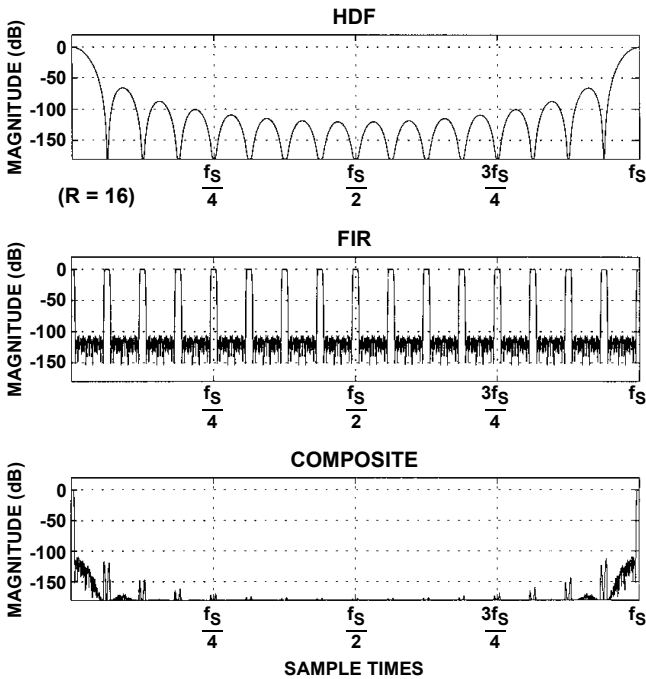 HDF
MAGNITUDE (dB)
0
-50
-100
-150
fS/4
fS/2
3fS/4
fS
(R = 16)
FIR
MAGNITUDE (dB)
0
-50
-100
-150
fS/4
fS/2
3fS/4
fS
COMPOSITE
MAGNITUDE (dB)
0
-50
-100
-150
fS/4
fS/2
3fS/4
fS
SAMPLE TIMES